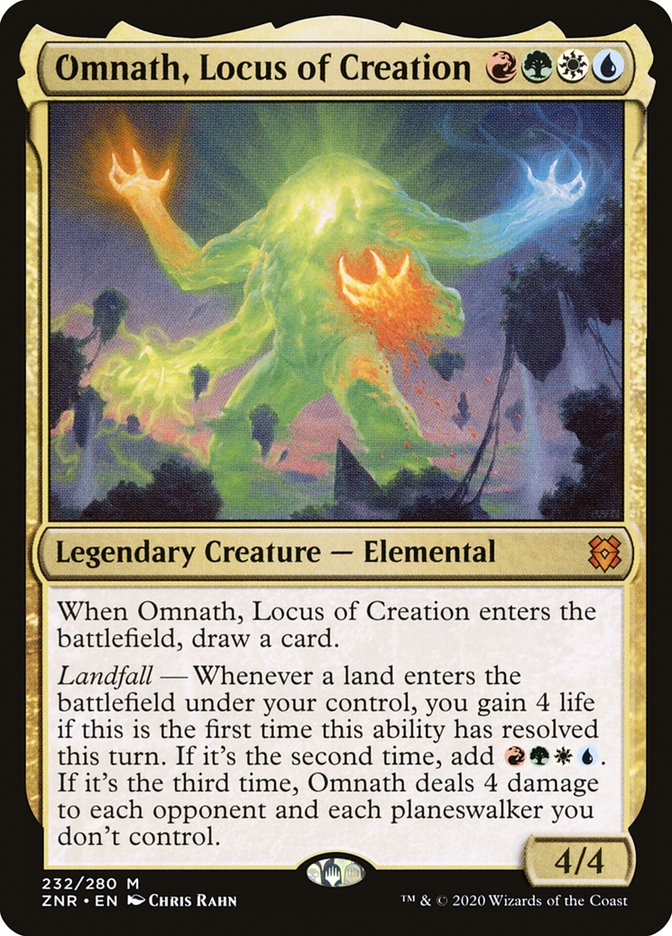 Omnath, Locus of Creation
Legendary Creature — Elemental
When Omnath, Locus of Creation enters the
battlefield, draw a card.
Landfall — Whenever a land enters the
battlefield under your control, you gain 4 life
if this is the first time this ability has resolved
this turn. If it's the second time, add .
If it's the third time, Omnath deals 4 damage
to each opponent and each planeswalker you
don't control.
4/4
232/280 M
ZNR • EN Chris Rahn
™ & © 2020 Wizards of the Coast